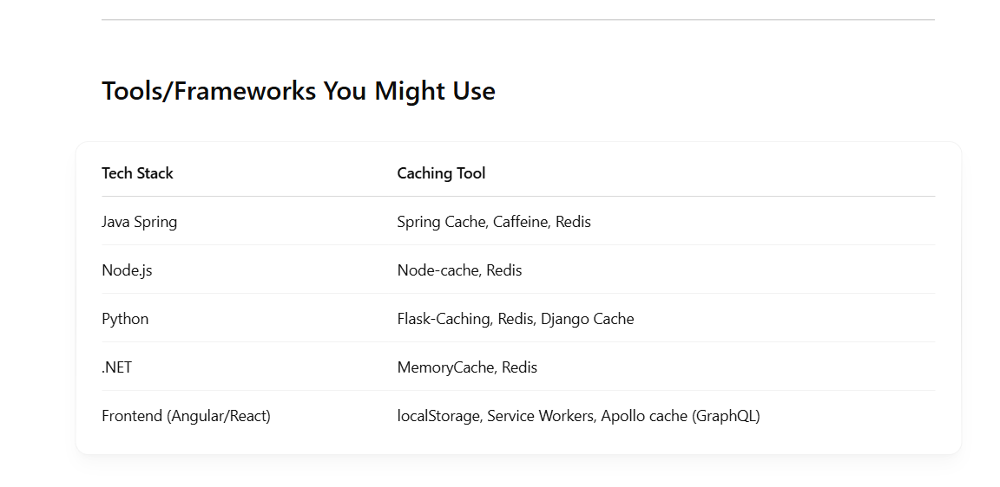 Tools/Frameworks You Might Use
Tech Stack Caching Tool
Java Spring Spring Cache, Caffeine, Redis
Node.js Node-cache, Redis
Python Flask-Caching, Redis, Django Cache
.NET MemoryCache, Redis
Frontend (Angular/React) localStorage, Service Workers, Apollo cache (GraphQL)